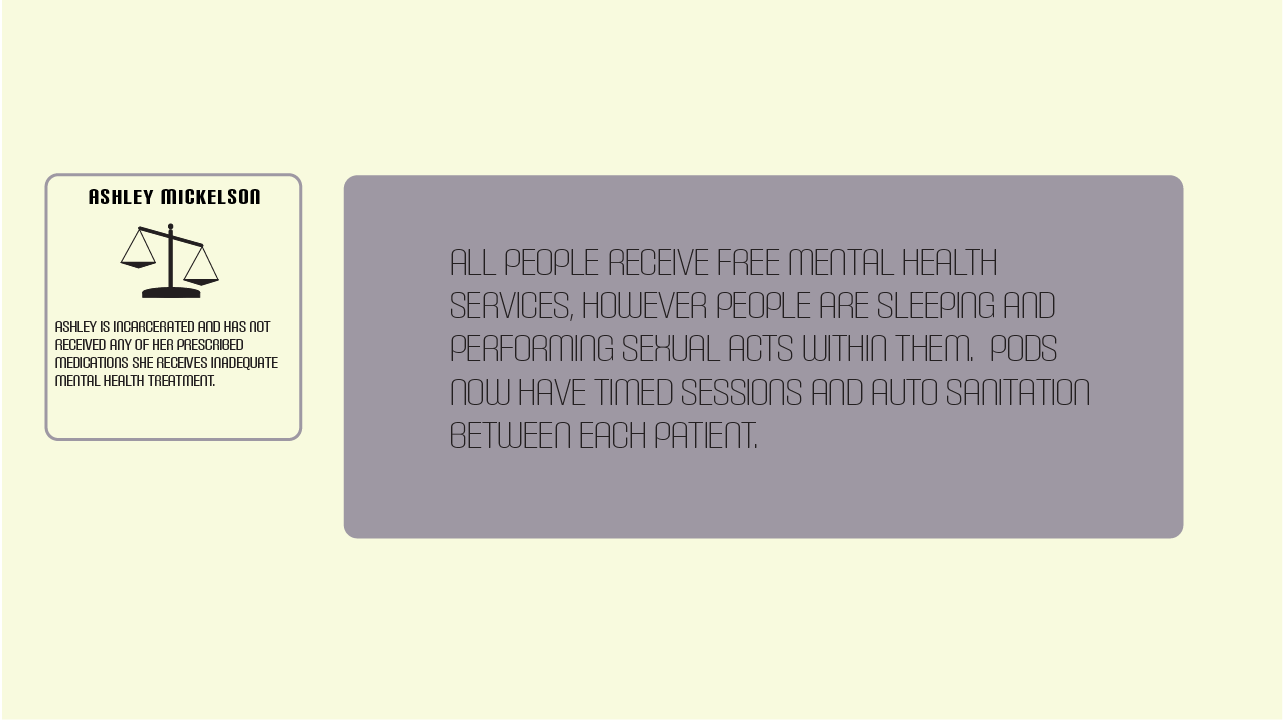 ASHLEY MICKELSON
ASHLEY IS INCARCERATED AND HAS NOT
RECEIVED ANY OF HER PRESCRIBED
MEDICATIONS SHE RECEIVES INADEQUATE
MENTAL HEALTH TREATMENT.
ALL PEOPLE RECEIVE FREE MENTAL HEALTH
SERVICES, HOWEVER PEOPLE ARE SLEEPING AND
PERFORMING SEXUAL ACTS WITHIN THEM.  PODS
NOW HAVE TIMED SESSIONS AND AUTO SANITATION
BETWEEN EACH PATIENT.